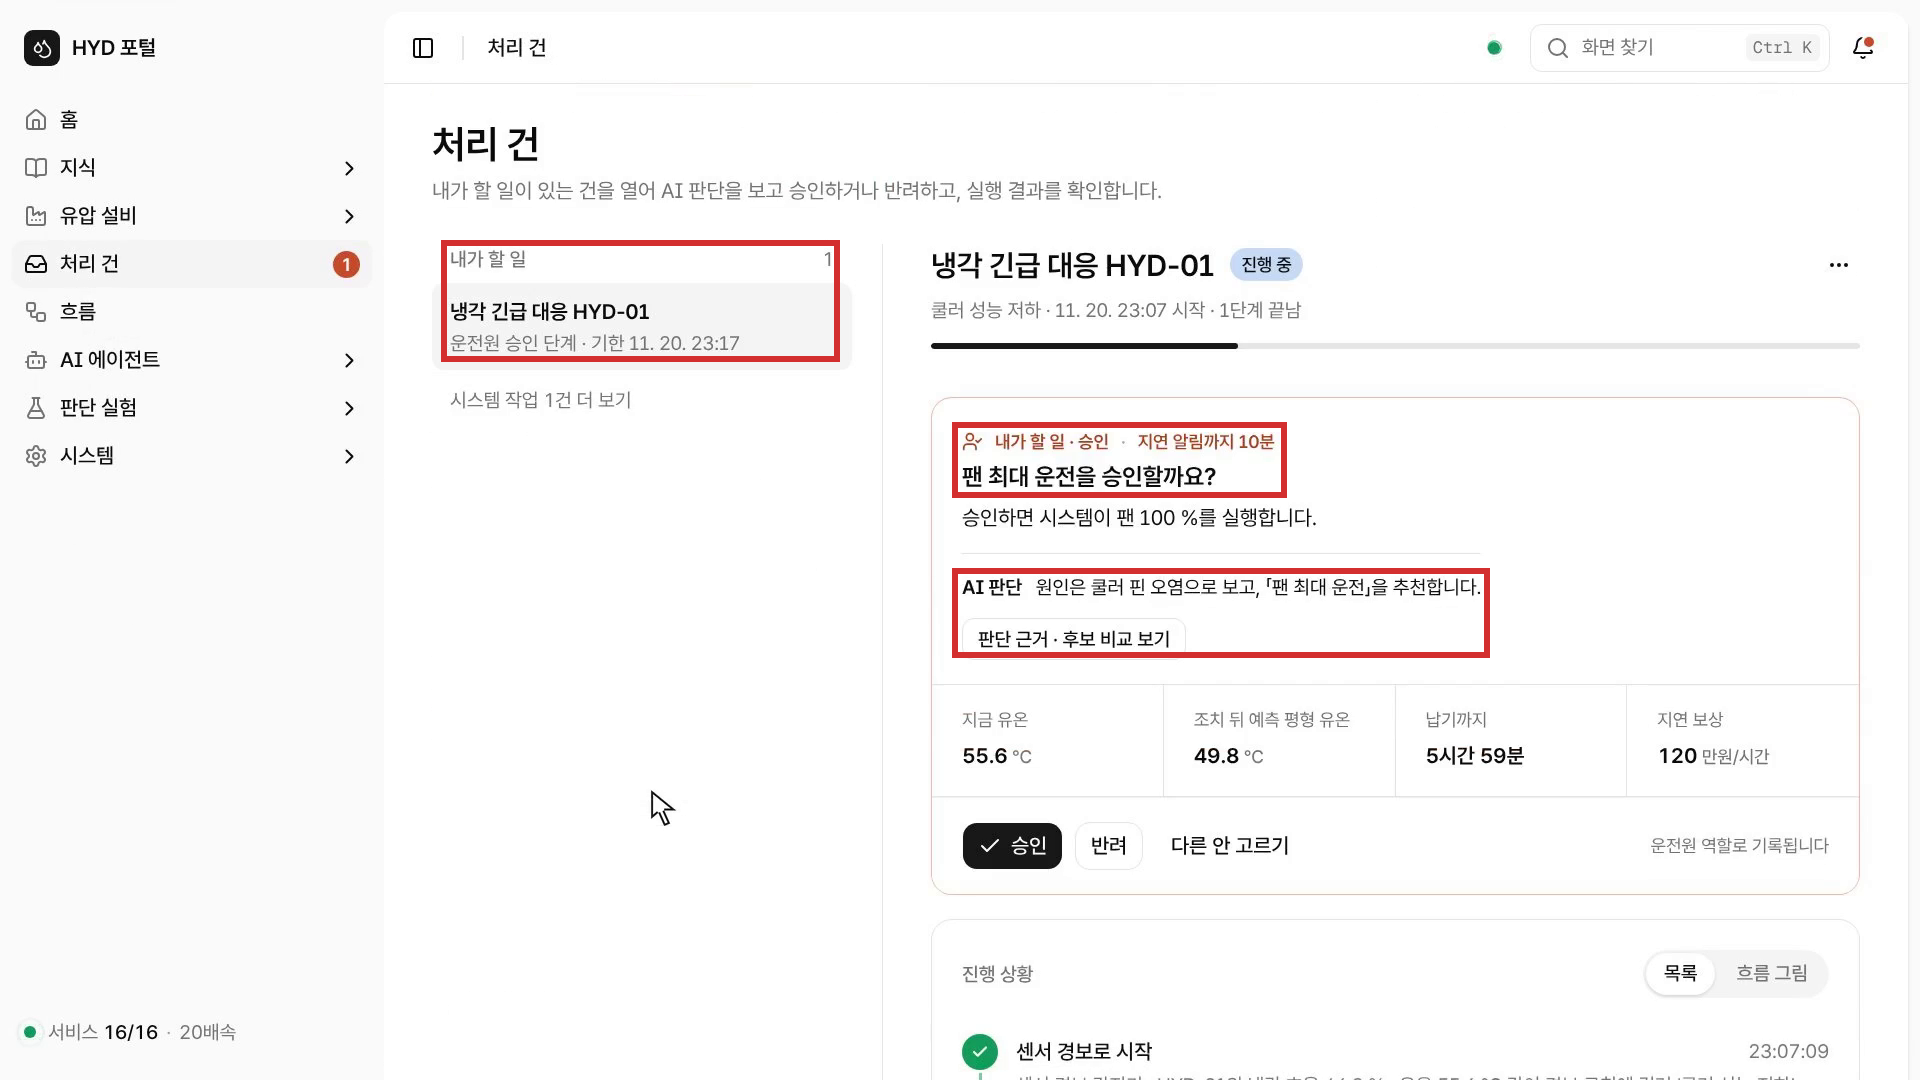 HYD 포털
홈
지식
유압 설비
처리 건 1
흐름
AI 에이전트
판단 실험
시스템
서비스 16/16 · 20배속
처리 건
화면 찾기 Ctrl K
처리 건
내가 할 일이 있는 건을 열어 AI 판단을 보고 승인하거나 반려하고, 실행 결과를 확인합니다.
내가 할 일 1
냉각 긴급 대응 HYD-01
운전원 승인 단계 · 기한 11. 20. 23:17
시스템 작업 1건 더 보기
냉각 긴급 대응 HYD-01 진행 중
쿨러 성능 저하 · 11. 20. 23:07 시작 · 1단계 끝남
내가 할 일 · 승인 · 지연 알림까지 10분
팬 최대 운전을 승인할까요?
승인하면 시스템이 팬 100 %를 실행합니다.
AI 판단 원인은 쿨러 핀 오염으로 보고, 「팬 최대 운전」을 추천합니다.
판단 근거 · 후보 비교 보기
지금 유온
55.6 °C
조치 뒤 예측 평형 유온
49.8 °C
납기까지
5시간 59분
지연 보상
120 만원/시간
승인 반려 다른 안 고르기 운전원 역할로 기록됩니다
진행 상황 목록 흐름 그림
센서 경보로 시작 23:07:09